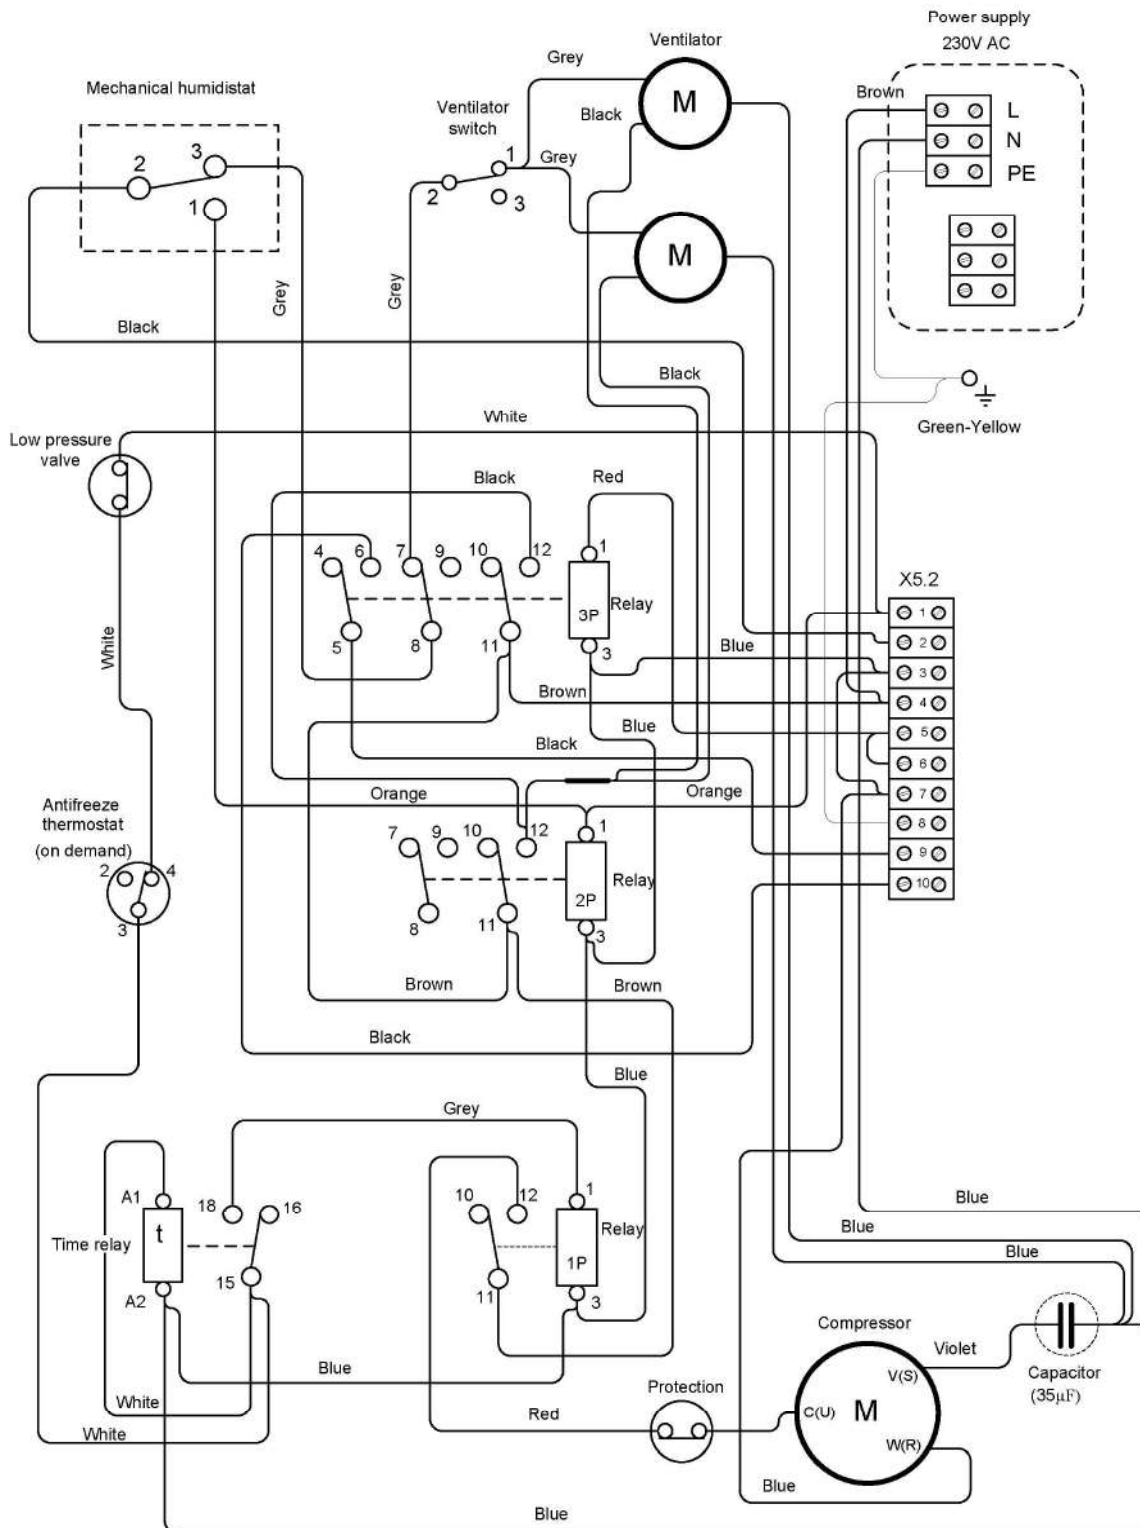 Power supply
230V AC
Ventilator
Grey
Mechanical humidistat
Ventilator
switch
Black
M
Brown
L
N
PE
1
Grey
2
3
2
3
1
M
Grey
Grey
Black
Black
Green-Yellow
White
Low pressure
valve
Black
Red
4
6
7
9
10
12
1
X5.2
Relay
3P
5
8
11
3
White
Blue
Brown
Blue
Black
1
2
3
4
5
6
7
8
9
10
Orange
Orange
Antifreeze
thermostat
(on demand)
2
4
3
7
9
10
12
1
Relay
2P
8
11
3
Brown
Brown
Black
Blue
Grey
A1
18
16
10
12
1
t
Time relay
Relay
1P
15
A2
11
3
Blue
Blue
Blue
Compressor
Violet
V(S)
Capacitor
(35µF)
Blue
Protection
White
White
Red
C(U)
M
W(R)
Blue
Blue